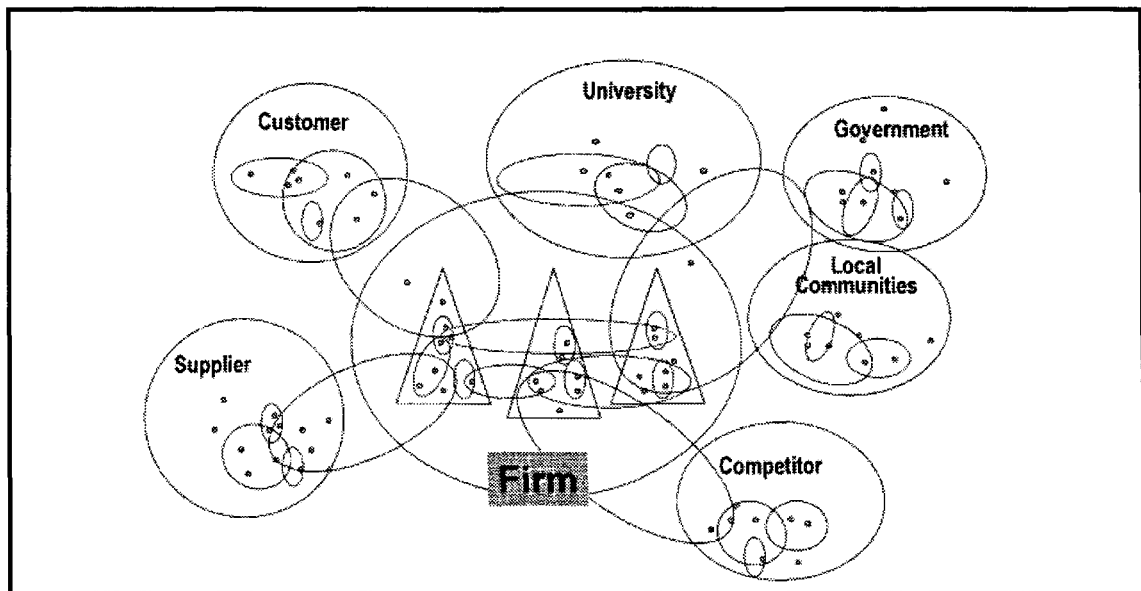 University
Customer
Government
Local
Communities
Supplier
Competitor
Firm